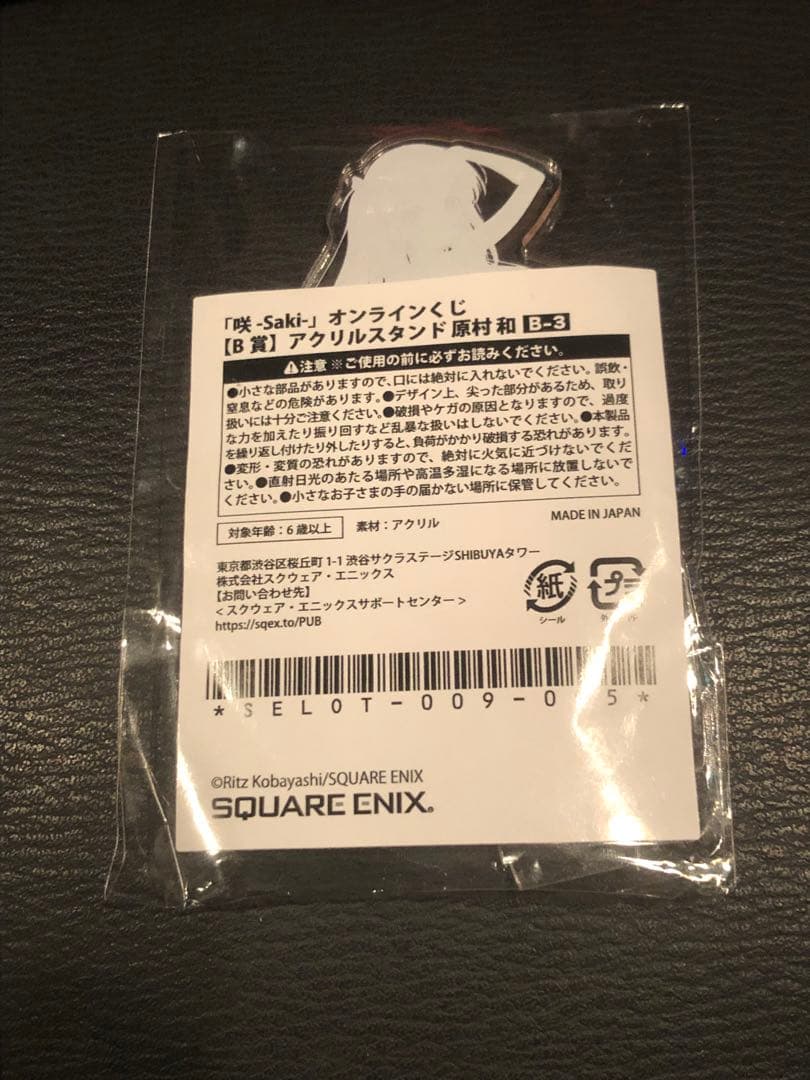 「咲 -Saki-」オンラインくじ
【B 賞】アクリルスタンド 原村 和 B-3
⚠注意 ※ご使用の前に必ずお読みください。
●小さな部品がありますので、口には絶対に入れないでください。誤飲・
窒息などの危険があります。●デザイン上、尖った部分があるため、取り
扱いには十分ご注意ください。●破損やケガの原因となりますので、過度
な力を加えたり振り回すなど乱暴な扱いはしないでください。●本製品
を繰り返し付けたり外したりすると、負荷がかかり破損する恐れがあります。
●変形・変質の恐れがありますので、絶対に火気に近づけないでくだ
さい。●直射日光のあたる場所や高温多湿になる場所に放置しないで
ください。●小さなお子さまの手の届かない場所に保管してください。
対象年齢：6 歳以上 素材：アクリル
MADE IN JAPAN
東京都渋谷区桜丘町 1-1 渋谷サクラステージSHIBUYAタワー
株式会社スクウェア・エニックス
【お問い合わせ先】
＜スクウェア・エニックスサポートセンター＞
https://sqex.to/PUB
紙
シール
プラ
*SEL0T-009-0 5*
©Ritz Kobayashi/SQUARE ENIX
SQUARE ENIX®